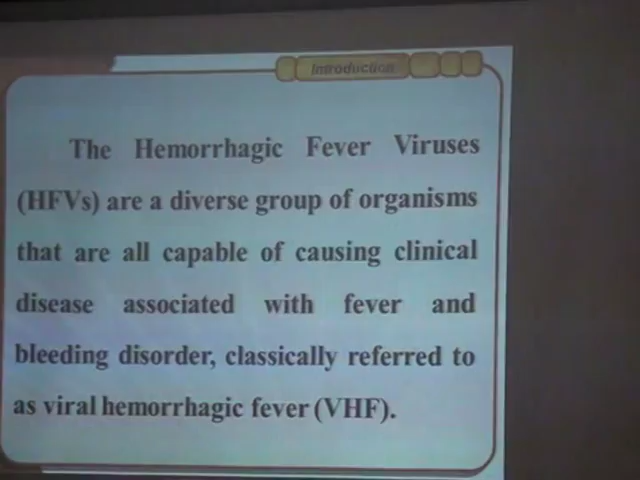 Introduction
The Hemorrhagic Fever Viruses
(HFVs) are a diverse group of organisms
that are all capable of causing clinical
disease associated with fever and
bleeding disorder, classically referred to
as viral hemorrhagic fever (VHF).